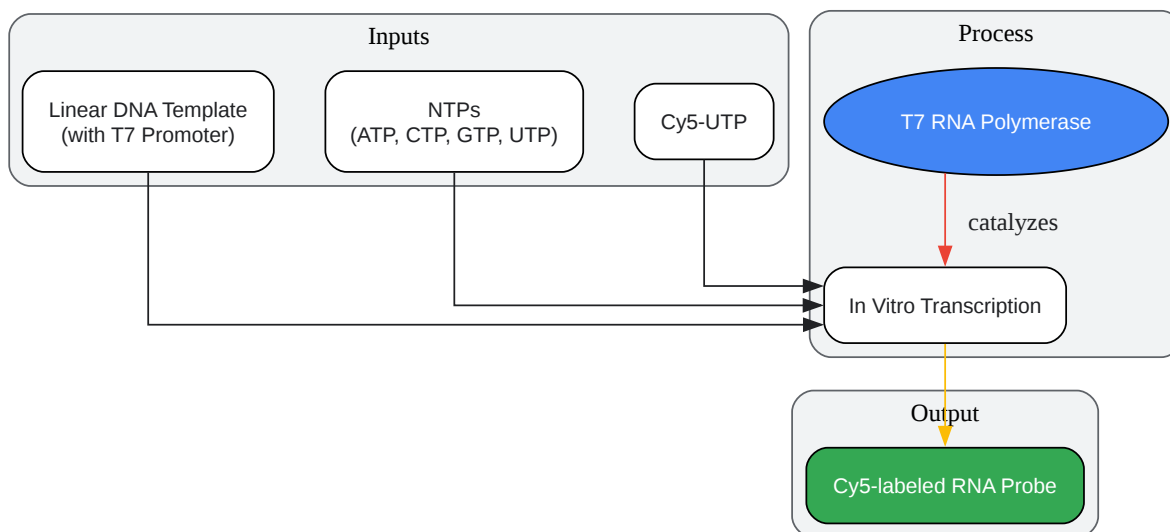 Inputs
Linear DNA Template
(with T7 Promoter)
NTPs
(ATP, CTP, GTP, UTP)
Cy5-UTP
Process
T7 RNA Polymerase
catalyzes
In Vitro Transcription
Output
Cy5-labeled RNA Probe